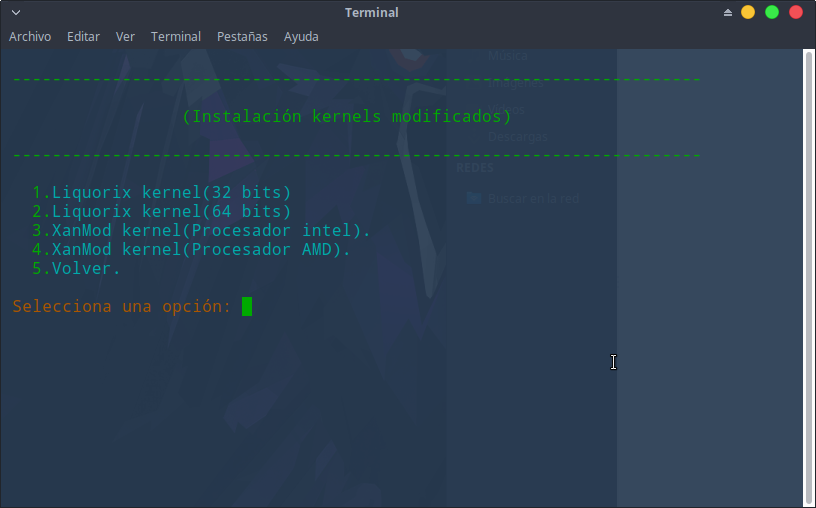 Terminal
Archivo Editar Ver Terminal Pestañas Ayuda
Música
Imágenes
Vídeos
Descargas
----------------------------------------------------------------------
(Instalación kernels modificados)
----------------------------------------------------------------------
REDES
Buscar en la red
1.Liquorix kernel(32 bits)
2.Liquorix kernel(64 bits)
3.XanMod kernel(Procesador intel).
4.XanMod kernel(Procesador AMD).
5.Volver.
Selecciona una opción: